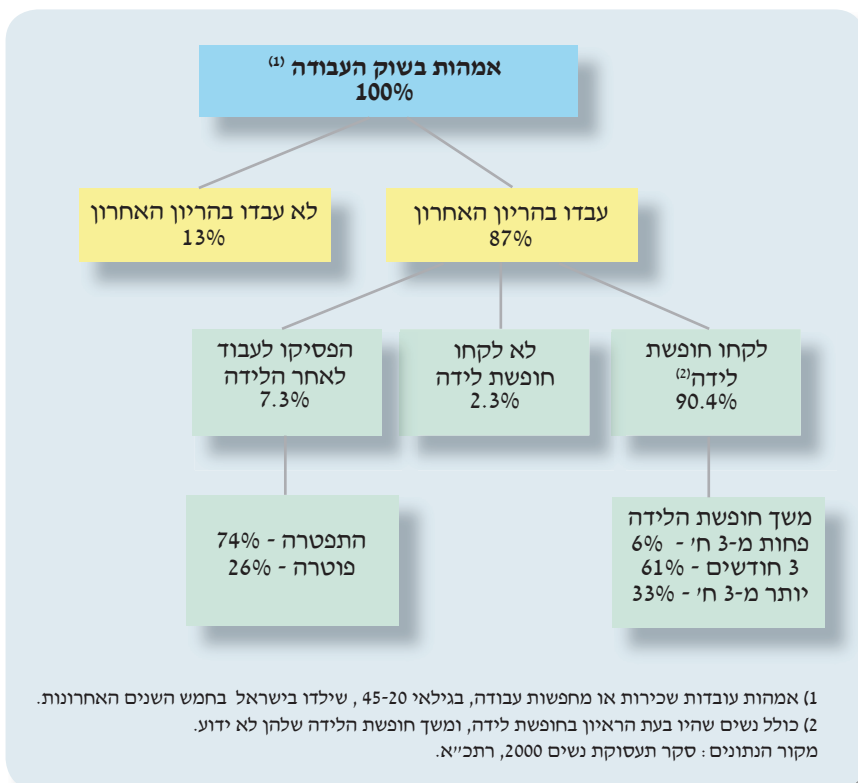 אמהות בשוק העבודה (1)
100%
עבדו בהריון האחרון
87%
לא עבדו בהריון האחרון
13%
לקחו חופשת
לידה(2)
90.4%
לא לקחו
חופשת לידה
2.3%
הפסיקו לעבוד
לאחר הלידה
7.3%
משך חופשת הלידה
פחות מ-3 ח׳ - 6%
3 חודשים - 61%
יותר מ-3 ח׳ - 33%
התפטרה - 74%
פוטרה - 26%
1) אמהות עובדות שכירות או מחפשות עבודה, בגילאי 45-20 , שילדו בישראל בחמש השנים האחרונות.
2) כולל נשים שהיו בעת הראיון בחופשת לידה, ומשך חופשת הלידה שלהן לא ידוע.
מקור הנתונים: סקר תעסוקת נשים 2000, רתכ״א.